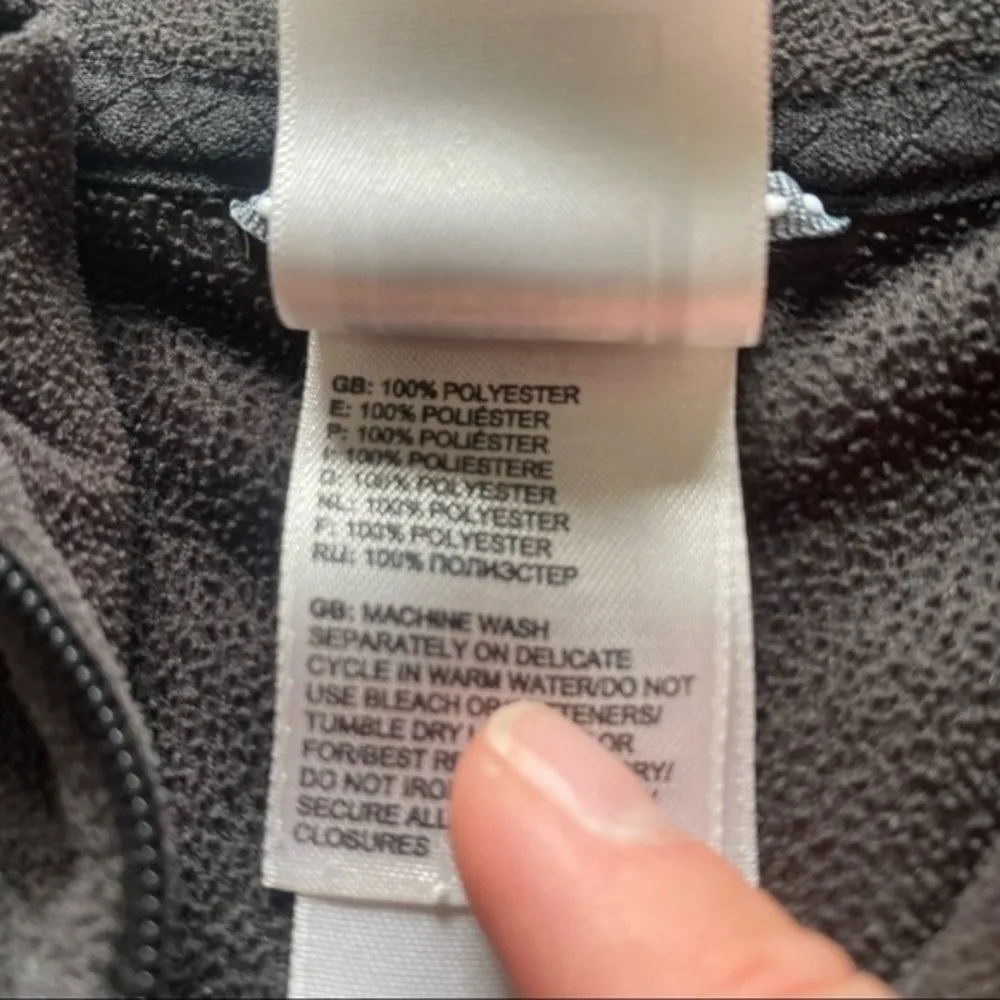 GB: 100% POLYESTER
E: 100% POLIÉSTER
P: 100% POLIÉSTER
I: 100% POLIESTERE
D: 100% POLYESTER
NL: 100% POLYESTER
F: 100% POLYESTER
RU: 100% ПОЛИЭСТЕР
GB: MACHINE WASH
SEPARATELY ON DELICATE
CYCLE IN WARM WATER/DO NOT
USE BLEACH OR
TUMBLE DRY OR
FOR/BEST
DO NOT
SECURE ALL
CLOSURES